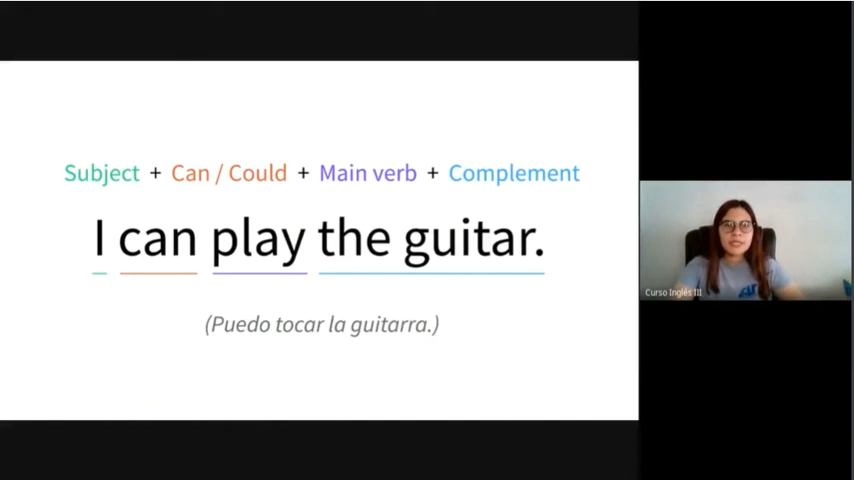 Subject + Can / Could + Main verb + Complement
I can play the guitar.
(Puedo tocar la guitarra.)
Curso Inglés III